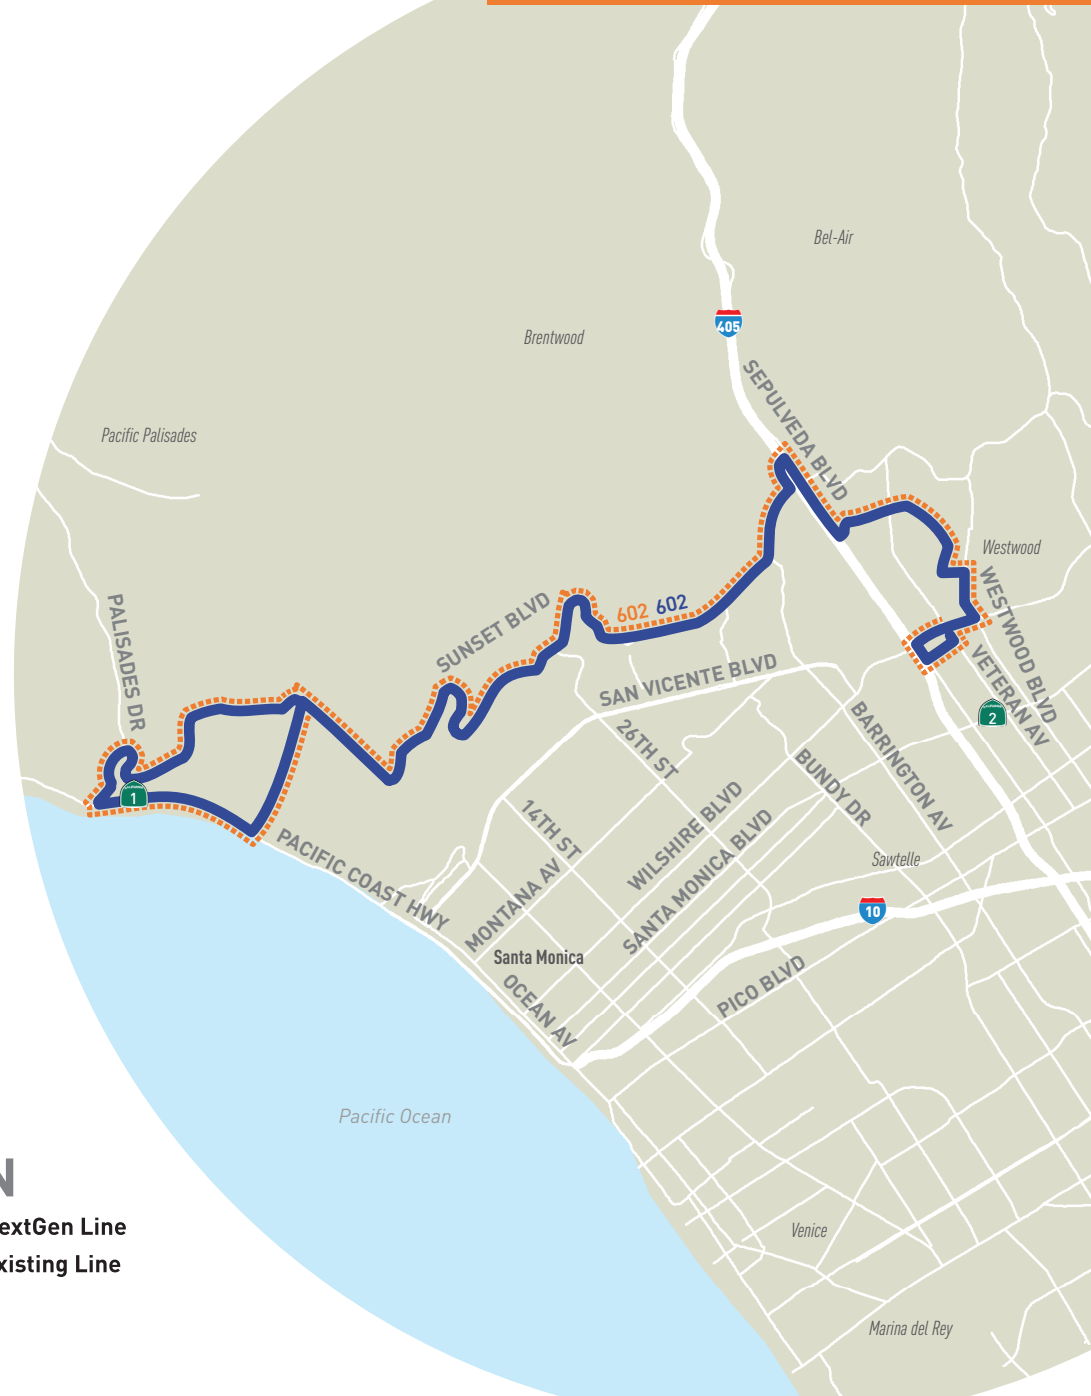 Bel-Air
405
Brentwood
SEPULVEDA BLVD
Pacific Palisades
Westwood
WESTWOOD BLVD
PALISADES DR
SUNSET BLVD
602 602
SAN VICENTE BLVD
VETERAN AV
2
26TH ST
BARRINGTON AV
BUNDY DR
1
14TH ST
WILSHIRE BLVD
SANTA MONICA BLVD
PACIFIC COAST HWY
MONTANA AV
Sawtelle
10
Santa Monica
PICO BLVD
OCEAN AV
Pacific Ocean
N
extGen Line
xisting Line
Venice
Marina del Rey